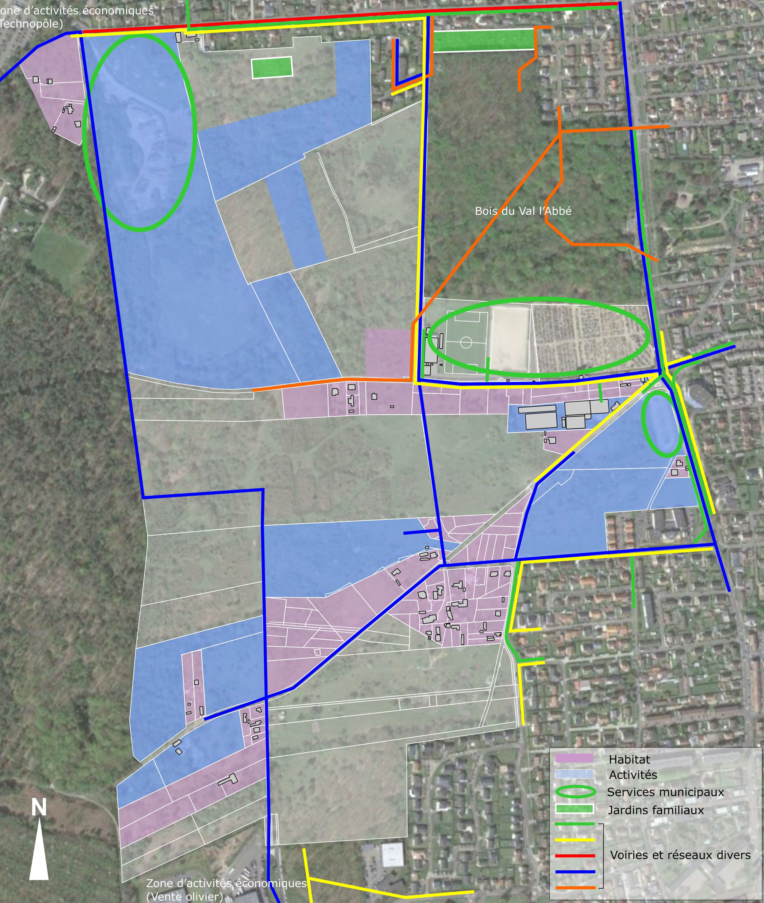 one d'activités économiques
Technopôle)
Bois du Val l'Abbé
N
Habitat
Activités
Services municipaux
Jardins familiaux
Voiries et réseaux divers
Zone d'activités économiques
(Vente olivier)